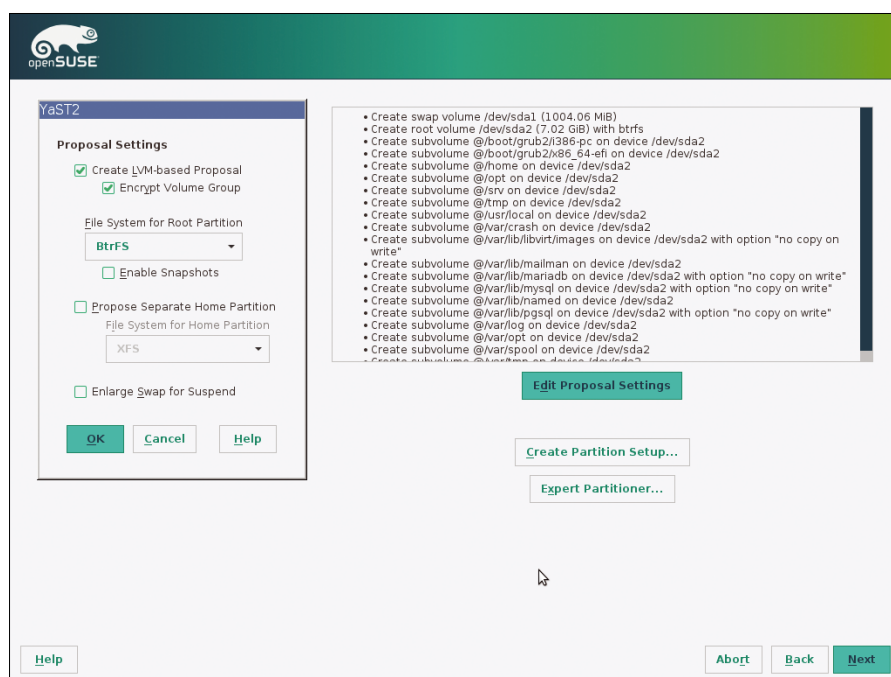 openSUSE
YaST2
Proposal Settings
Create LVM-based Proposal
Encrypt Volume Group
File System for Root Partition
BtrFS
Enable Snapshots
Propose Separate Home Partition
File System for Home Partition
XFS
Enlarge Swap for Suspend
OK
Cancel
Help
• Create swap volume /dev/sda1 (1004.06 MiB)
• Create root volume /dev/sda2 (7.02 GiB) with btrfs
• Create subvolume @/boot/grub2/i386-pc on device /dev/sda2
• Create subvolume @/boot/grub2/x86_64-efi on device /dev/sda2
• Create subvolume @/home on device /dev/sda2
• Create subvolume @/opt on device /dev/sda2
• Create subvolume @/srv on device /dev/sda2
• Create subvolume @/tmp on device /dev/sda2
• Create subvolume @/usr/local on device /dev/sda2
• Create subvolume @/var/crash on device /dev/sda2
• Create subvolume @/var/lib/libvirt/images on device /dev/sda2 with option "no copy on
write"
• Create subvolume @/var/lib/mailman on device /dev/sda2
• Create subvolume @/var/lib/mariadb on device /dev/sda2 with option "no copy on write"
• Create subvolume @/var/lib/mysql on device /dev/sda2 with option "no copy on write"
• Create subvolume @/var/lib/named on device /dev/sda2
• Create subvolume @/var/lib/pgsql on device /dev/sda2 with option "no copy on write"
• Create subvolume @/var/log on device /dev/sda2
• Create subvolume @/var/opt on device /dev/sda2
• Create subvolume @/var/spool on device /dev/sda2
• Create subvolume @/var/tmp on device /dev/sda2
Edit Proposal Settings
Create Partition Setup...
Expert Partitioner...
Help
Abort
Back
Next